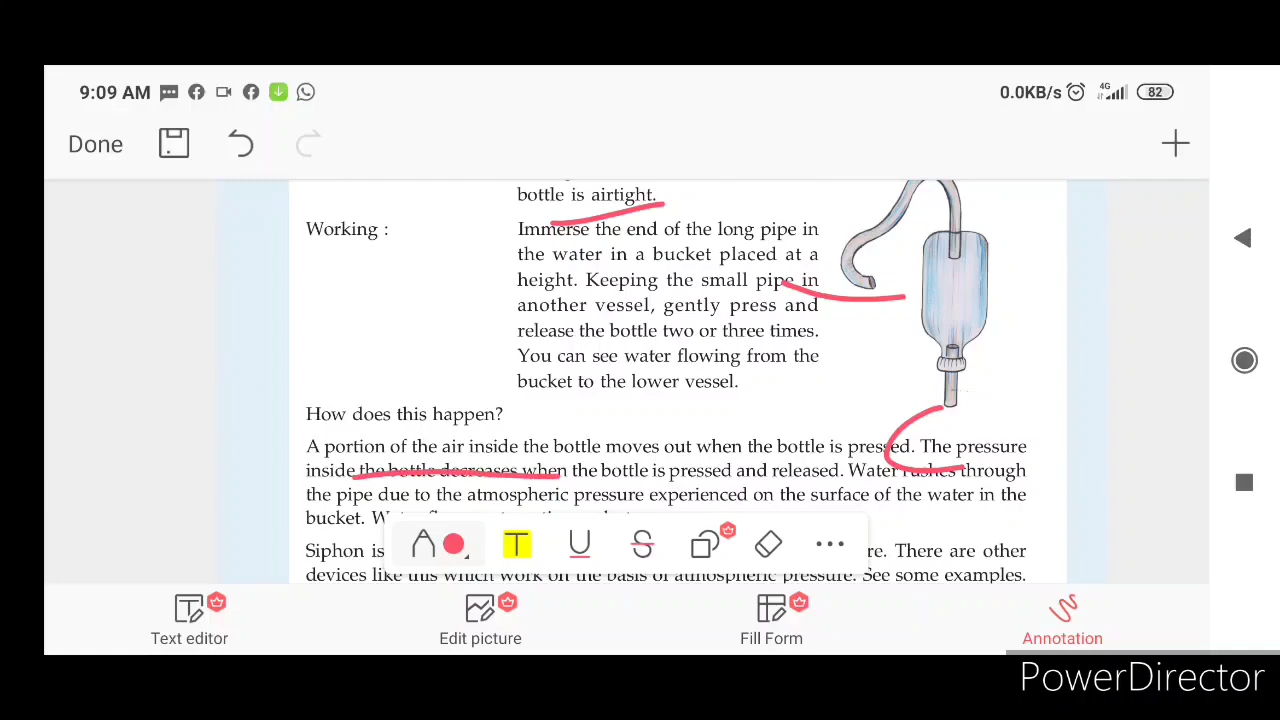 9:09 AM
0.0KB/s 4G 82
Done
bottle is airtight.
Working : Immerse the end of the long pipe in
the water in a bucket placed at a
height. Keeping the small pipe in
another vessel, gently press and
release the bottle two or three times.
You can see water flowing from the
bucket to the lower vessel.
How does this happen?
A portion of the air inside the bottle moves out when the bottle is pressed. The pressure
inside the bottle decreases when the bottle is pressed and released. Water rushes through
the pipe due to the atmospheric pressure experienced on the surface of the water in the
bucket.
Siphon is re. There are other
devices like this which work on the basis of atmospheric pressure. See some examples.
Text editor
Edit picture
Fill Form
Annotation
PowerDirector